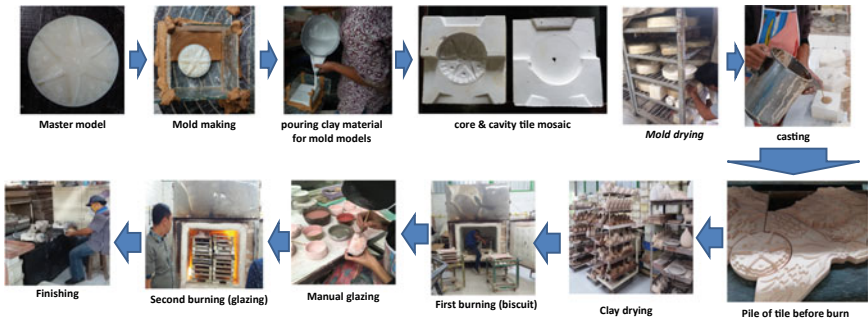 Master model
Mold making
pouring clay material
for mold models
core & cavity tile mosaic
Mold drying
casting
Finishing
Second burning (glazing)
Manual glazing
First burning (biscuit)
Clay drying
Pile of tile before burn